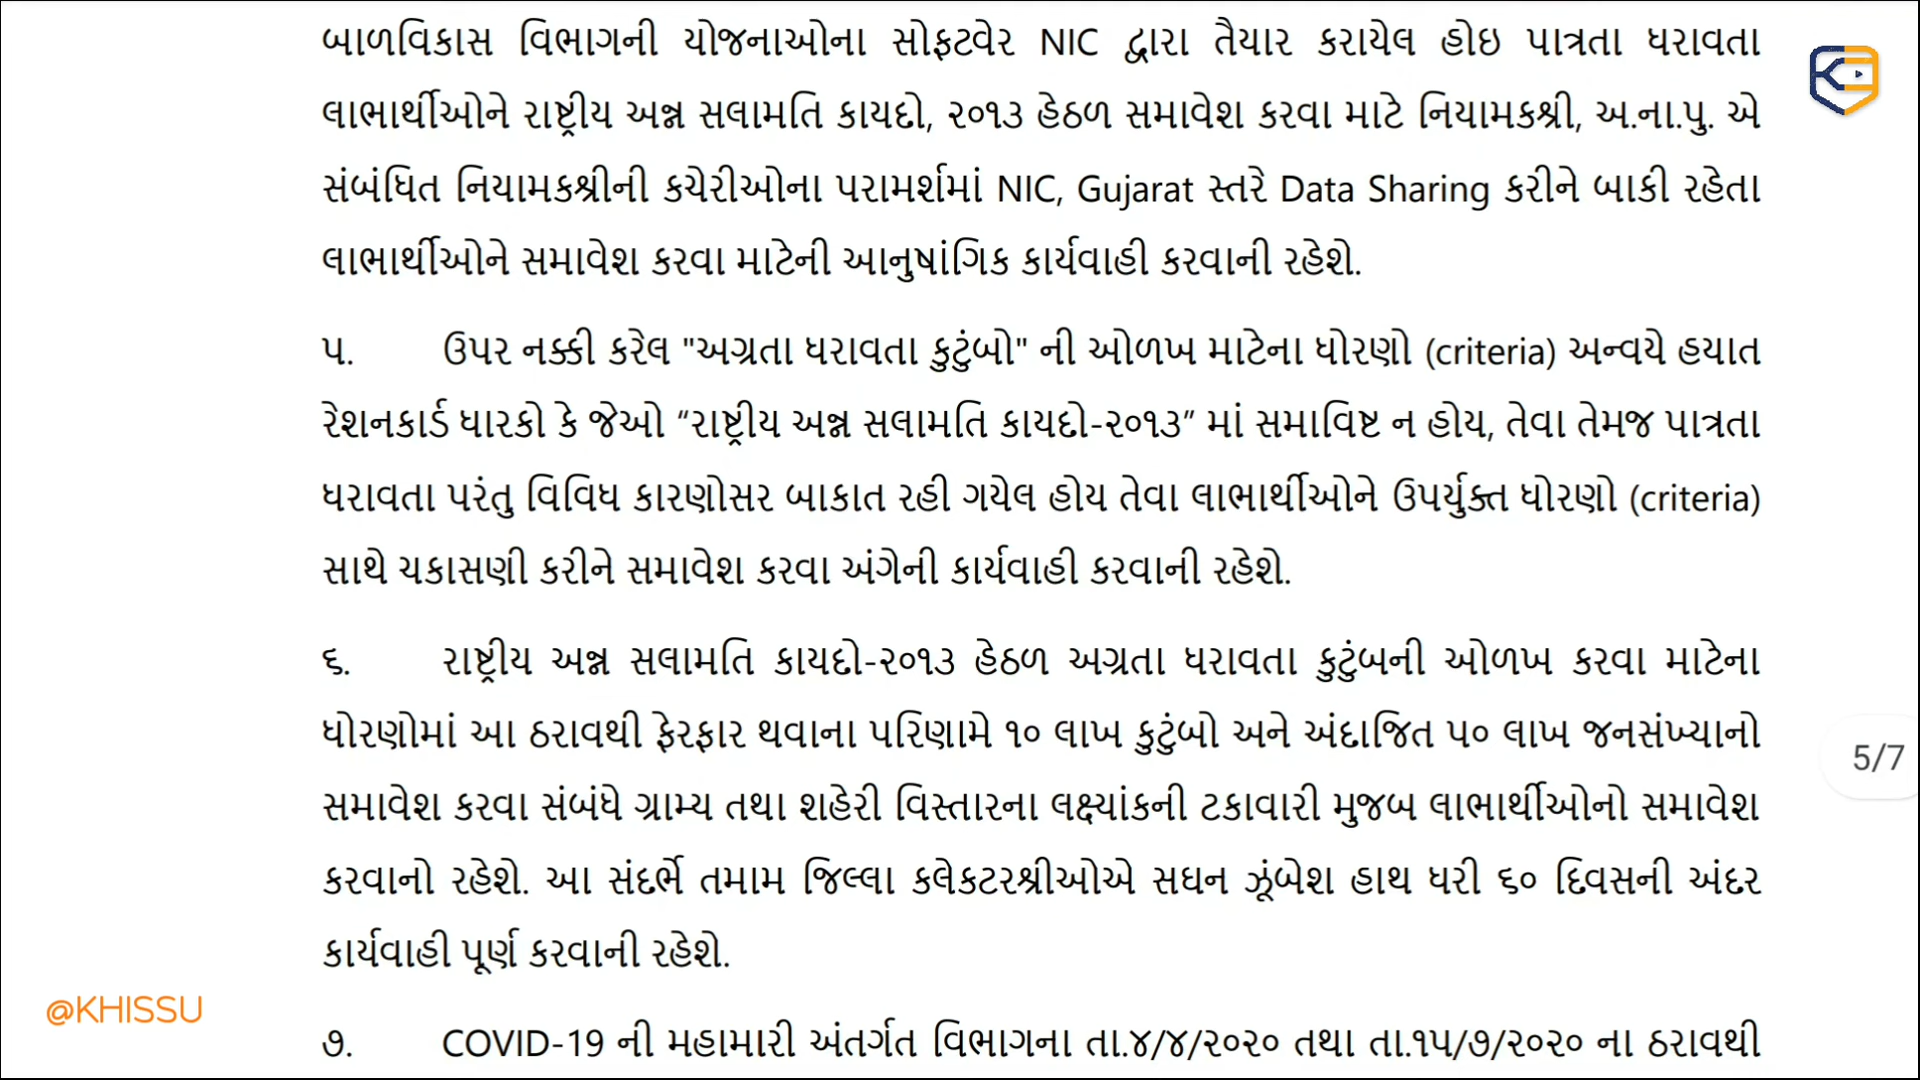 બાળવિકાસ વિભાગની યોજનાઓના સોફ્ટવેર NIC દ્વારા તૈયાર કરાયેલ હોઇ પાત્રતા ધરાવતા
લાભાર્થીઓને રાષ્ટ્રીય અન્ન સલામતિ કાયદો, ૨૦૧૩ હેઠળ સમાવેશ કરવા માટે નિયામકશ્રી, અ.ના.પુ. એ
સંબંધિત નિયામકશ્રીની કચેરીઓના પરામર્શમાં NIC, Gujarat સ્તરે Data Sharing કરીને બાકી રહેતા
લાભાર્થીઓને સમાવેશ કરવા માટેની આનુષાંગિક કાર્યવાહી કરવાની રહેશે.
૫. ઉપર નક્કી કરેલ "અગ્રતા ધરાવતા કુટુંબો" ની ઓળખ માટેના ધોરણો (criteria) અન્વયે હયાત
રેશનકાર્ડ ધારકો કે જેઓ “રાષ્ટ્રીય અન્ન સલામતિ કાયદો-૨૦૧૩” માં સમાવિષ્ટ ન હોય, તેવા તેમજ પાત્રતા
ધરાવતા પરંતુ વિવિધ કારણોસર બાકાત રહી ગયેલ હોય તેવા લાભાર્થીઓને ઉપર્યુક્ત ધોરણો (criteria)
સાથે ચકાસણી કરીને સમાવેશ કરવા અંગેની કાર્યવાહી કરવાની રહેશે.
૬. રાષ્ટ્રીય અન્ન સલામતિ કાયદો-૨૦૧૩ હેઠળ અગ્રતા ધરાવતા કુટુંબની ઓળખ કરવા માટેના
ધોરણોમાં આ ઠરાવથી ફેરફાર થવાના પરિણામે ૧૦ લાખ કુટુંબો અને અંદાજિત ૫૦ લાખ જનસંખ્યાનો
5/7
સમાવેશ કરવા સંબંધે ગ્રામ્ય તથા શહેરી વિસ્તારના લક્ષ્યાંકની ટકાવારી મુજબ લાભાર્થીઓનો સમાવેશ
કરવાનો રહેશે. આ સંદર્ભે તમામ જિલ્લા કલેકટરશ્રીઓએ સઘન ઝૂંબેશ હાથ ધરી ૬૦ દિવસની અંદર
કાર્યવાહી પૂર્ણ કરવાની રહેશે.
@KHISSU
૭. COVID-19 ની મહામારી અંતર્ગત વિભાગના તા.૪/૪/૨૦૨૦ તથા તા.૧૫/૭/૨૦૨૦ ના ઠરાવથી